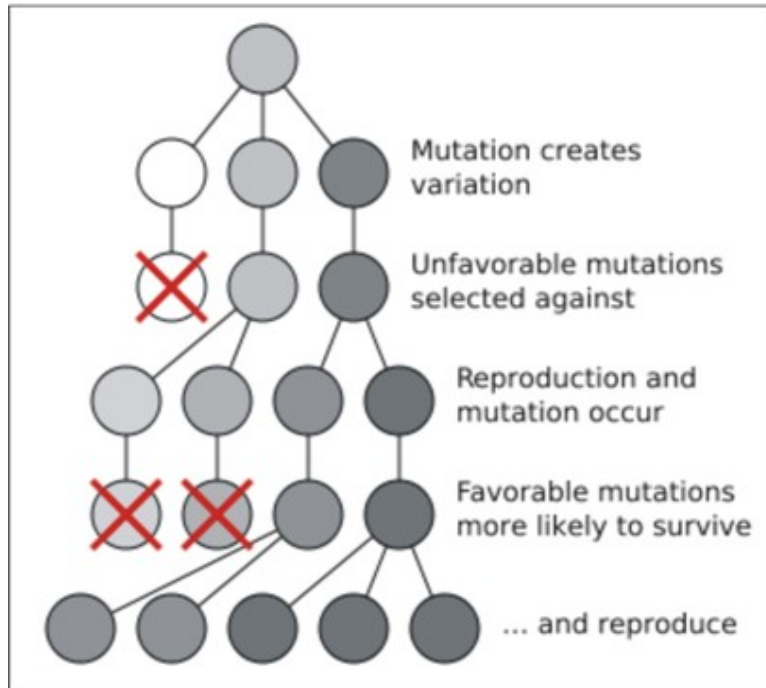 Mutation creates
variation
Unfavorable mutations
selected against
Reproduction and
mutation occur
Favorable mutations
more likely to survive
... and reproduce